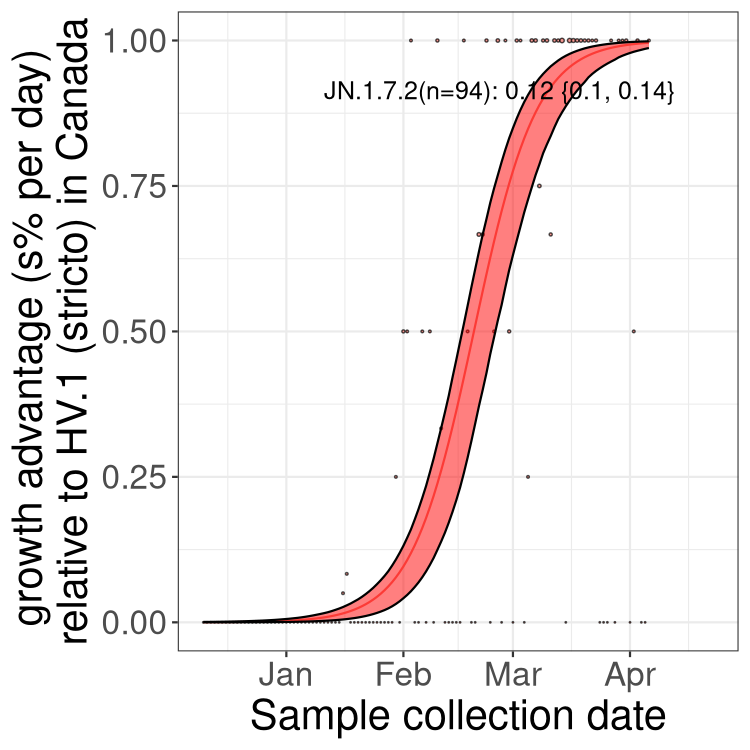 growth advantage (s% per day)
relative to HV.1 (stricto) in Canada
1.00
JN.1.7.2(n=94): 0.12 {0.1, 0.14}
0.75
0.50
0.25
0.00
Jan Feb Mar Apr
Sample collection date